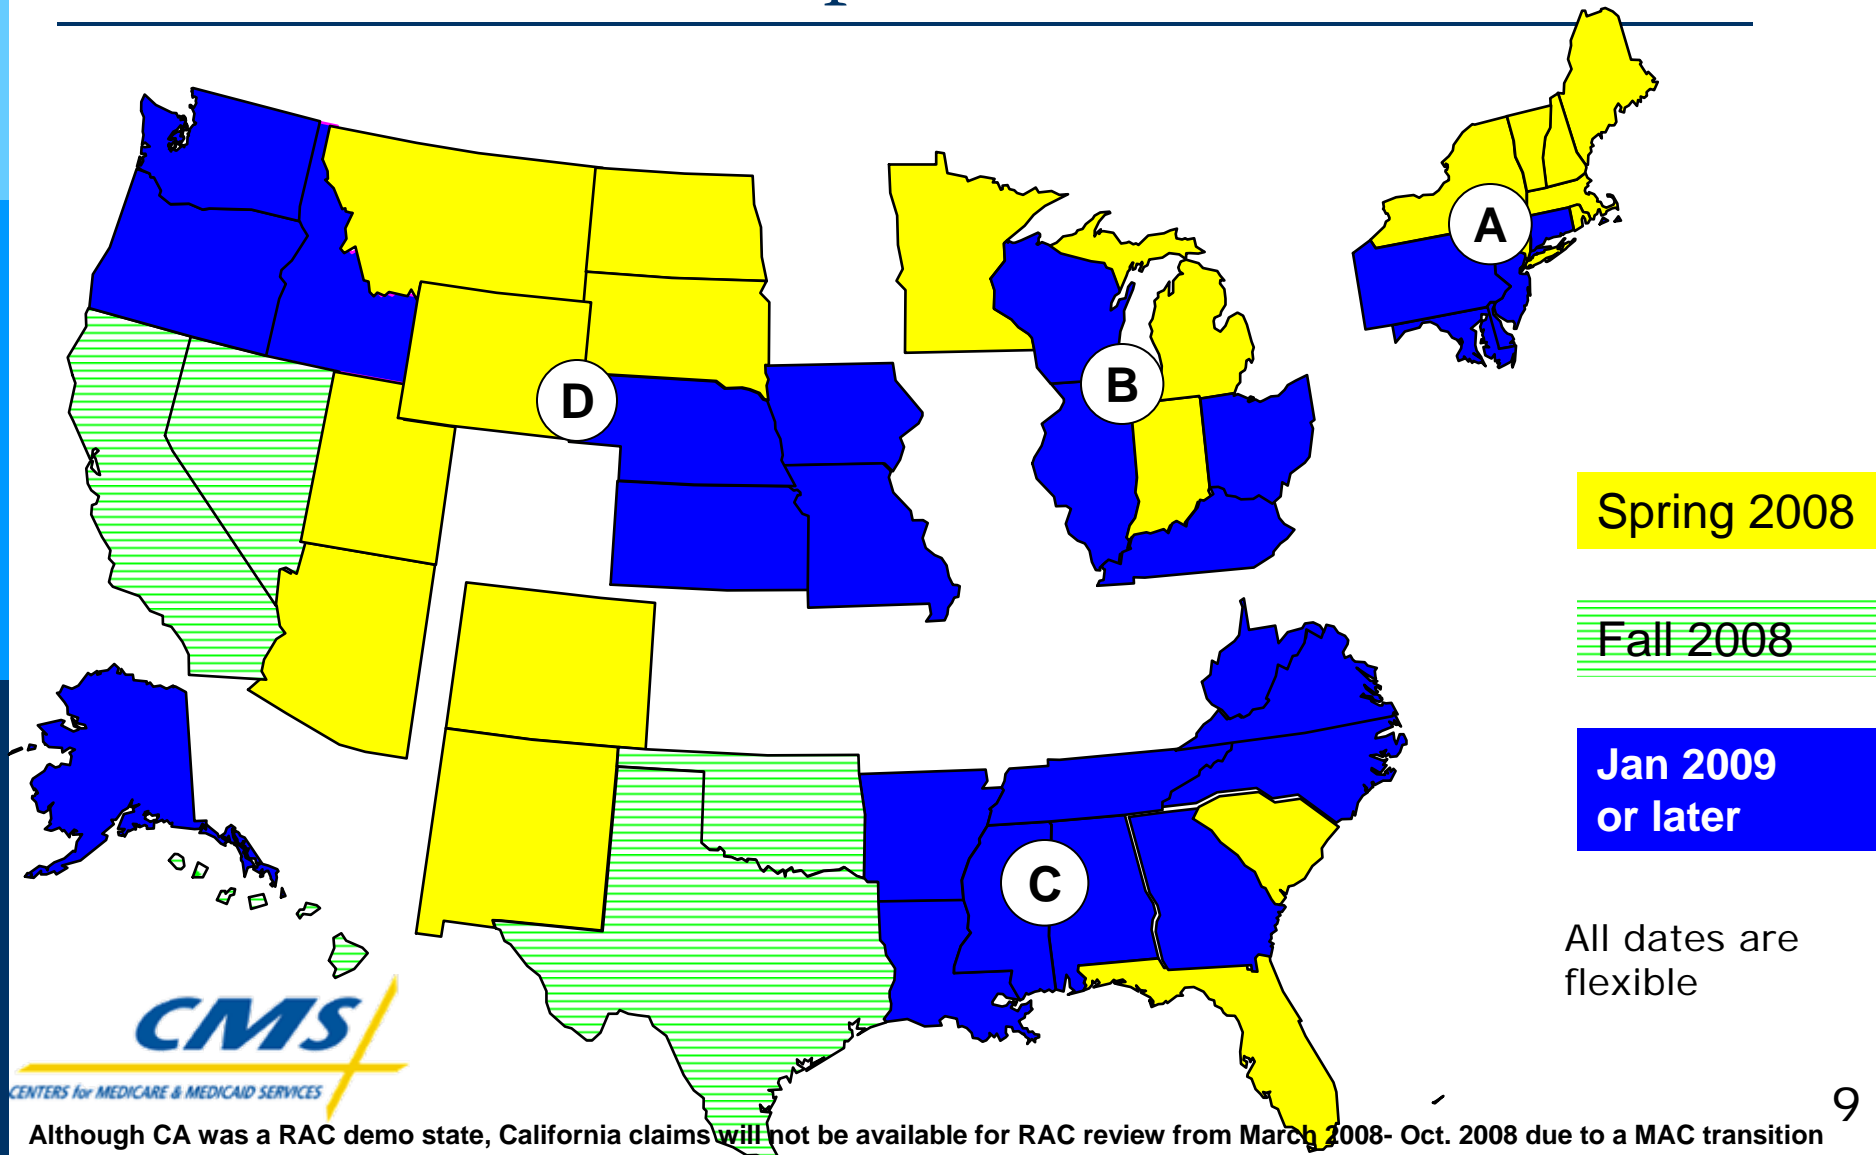 A
B
D
Spring 2008
Fall 2008
Jan 2009
or later
C
All dates are
flexible
CMS
CENTERS for MEDICARE & MEDICAID SERVICES
9
Although CA was a RAC demo state, California claims will not be available for RAC review from March 2008- Oct. 2008 due to a MAC transition